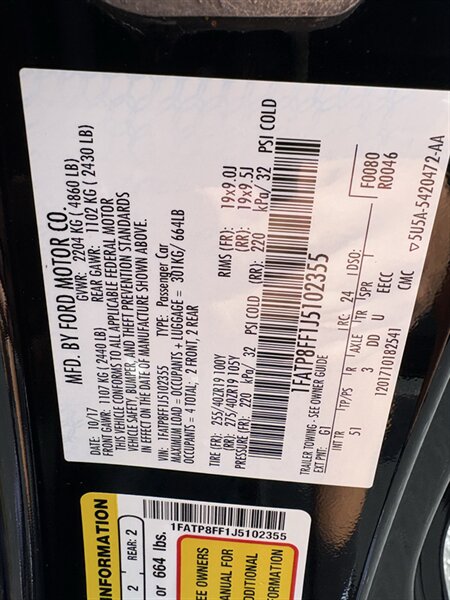 MFD. BY FORD MOTOR CO.
10/17 GVWR: 2204 KG ( 4860 LB)
FRONT GAWR: 1107 KG (2440 LB) REAR GAWR: 1102 KG ( 2430 LB)
THIS VEHICLE CONFORMS TO ALL APPLICABLE FEDERAL MOTOR
VEHICLE SAFETY, BUMPER, AND THEFT PREVENTION STANDARDS
IN EFFECT ON THE DATE OF MANUFACTURE SHOWN ABOVE.
VIN: 1FATP8FF1J5102355 TYPE: Passenger Car
MAXIMUM LOAD = OCCUPANTS + LUGGAGE = 301KG/ 664LB
OCCUPANTS = 4 TOTAL: 2 FRONT, 2 REAR
TIRE (FR): 255/40ZR19 100Y RIMS (FR): 19x9.0J
(RR): 275/40ZR19 105Y (RR): 19x9.5J
PRESSURE (FR): 220 kPa/ 32 PSI COLD (RR): 220 kPa/ 32 PSI COLD
1FATP8FF1J5102355
TRAILER TOWING - SEE OWNER GUIDE
EXT PNT: G1 RC: 24 DSO: F0080
R0046
INT TR TP/PS R AXLE TR SPR
51 3 DD U EECC
1201710182541 CMC 5U5A-5420472-AA
1FATP8FF1J5102355
2 REAR: 2
or 664 lbs.
SEE OWNERS
MANUAL FOR